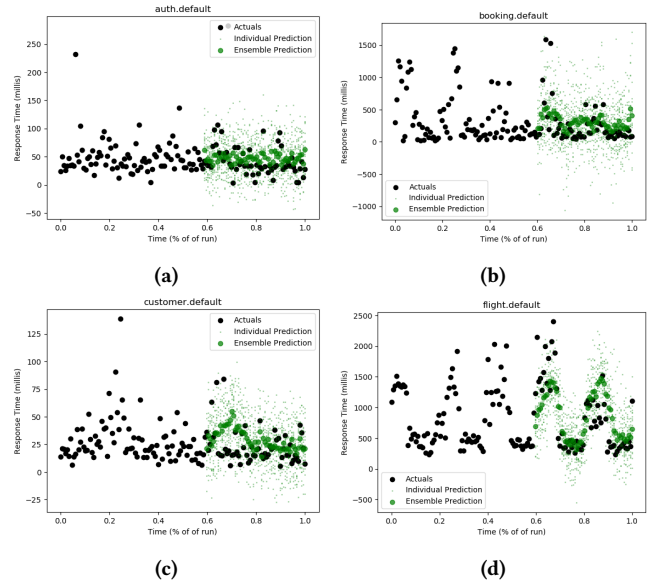 auth.default
250
200
150
100
50
0
−50
Response Time (millis)
Actuals
Individual Prediction
Ensemble Prediction
0.0 0.2 0.4 0.6 0.8 1.0
Time (% of of run)
(a)
booking.default
1500
1000
500
0
−500
−1000
Response Time (millis)
Actuals
Individual Prediction
Ensemble Prediction
0.0 0.2 0.4 0.6 0.8 1.0
Time (% of of run)
(b)
customer.default
125
100
75
50
25
0
−25
Response Time (millis)
Actuals
Individual Prediction
Ensemble Prediction
0.0 0.2 0.4 0.6 0.8 1.0
Time (% of of run)
(c)
flight.default
2500
2000
1500
1000
500
0
−500
Response Time (millis)
Actuals
Individual Prediction
Ensemble Prediction
0.0 0.2 0.4 0.6 0.8 1.0
Time (% of of run)
(d)